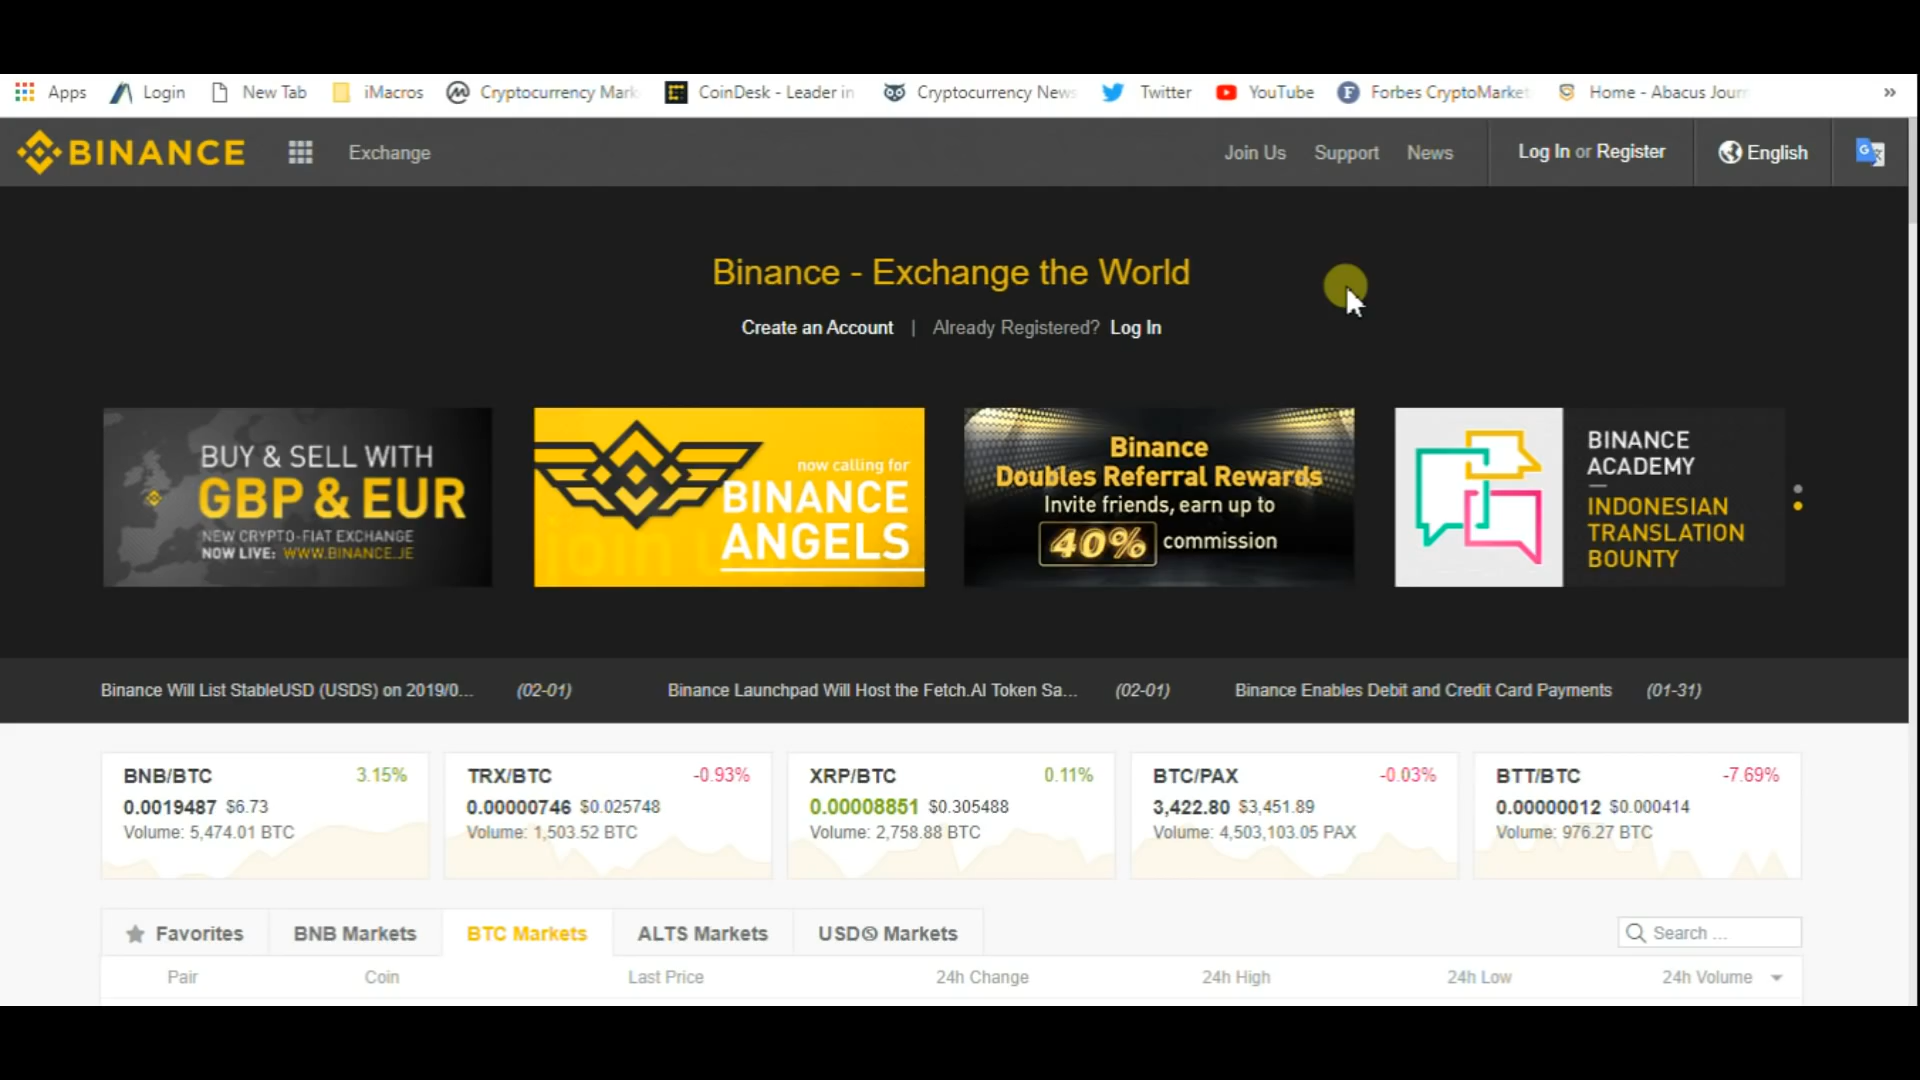 Apps Login New Tab iMacros Cryptocurrency Mark CoinDesk - Leader in Cryptocurrency News Twitter YouTube Forbes CryptoMarket Home - Abacus Jour »
BINANCE Exchange Join Us Support News Log In or Register English
Binance - Exchange the World
Create an Account | Already Registered? Log In
BUY & SELL WITH
GBP & EUR
NEW CRYPTO-FIAT EXCHANGE
NOW LIVE: WWW.BINANCE.JE
now calling for
BINANCE
ANGELS
join u
Binance
Doubles Referral Rewards
Invite friends, earn up to
40% commission
BINANCE
ACADEMY
INDONESIAN
TRANSLATION
BOUNTY
Binance Will List StableUSD (USDS) on 2019/0... (02-01) Binance Launchpad Will Host the Fetch.AI Token Sa... (02-01) Binance Enables Debit and Credit Card Payments (01-31)
BNB/BTC 3.15%
0.0019487 $6.73
Volume: 5,474.01 BTC
TRX/BTC -0.93%
0.00000746 $0.025748
Volume: 1,503.52 BTC
XRP/BTC 0.11%
0.00008851 $0.305488
Volume: 2,758.88 BTC
BTC/PAX -0.03%
3,422.80 $3,451.89
Volume: 4,503,103.05 PAX
BTT/BTC -7.69%
0.00000012 $0.000414
Volume: 976.27 BTC
Favorites BNB Markets BTC Markets ALTS Markets USDⓈ Markets Search ...
Pair Coin Last Price 24h Change 24h High 24h Low 24h Volume